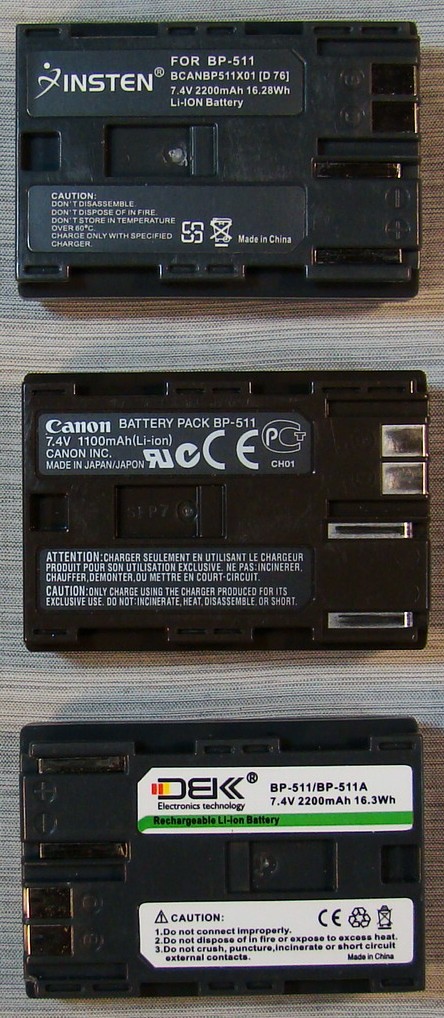 INSTEN®
FOR BP-511
BCANBP511X01 [D 76]
7.4V 2200mAh 16.28Wh
Li-ION Battery
CAUTION:
DON'T DISASSEMBLE.
DON'T DISPOSE OF IN FIRE.
DON'T STORE IN TEMPERATURE
OVER 60°C.
CHARGE ONLY WITH SPECIFIED
CHARGER.
Made in China
Canon BATTERY PACK BP-511
7.4V 1100mAh(Li-ion)
CANON INC.
MADE IN JAPAN/JAPON
CH01
SEP7
ATTENTION:CHARGER SEULEMENT EN UTILISANT LE CHARGEUR
PRODUIT POUR SON USAGE EXCLUSIVE. NE PAS:INCINERER,
CHAUFFER,DEMONTER,OU METTRE EN COURT-CIRCUIT.
CAUTION:ONLY CHARGE USING THE CHARGER PRODUCED FOR ITS
EXCLUSIVE USE. DO NOT:INCINERATE,HEAT,DISASSEMBLE,OR SHORT.
DEKK®
Electronics technology
BP-511/BP-511A
7.4V 2200mAh 16.3Wh
Rechargeable Li-ion Battery
CAUTION:
1.Do not connect improperly.
2.Do not dispose of in fire or expose to excess heat.
3.Do not crush, puncture,incinerate or short circuit
external contacts.
Made in China